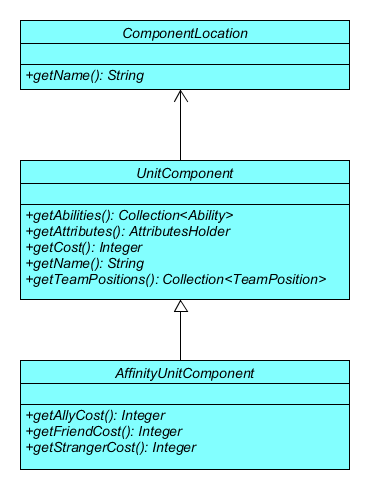 ComponentLocation
+getName(): String
UnitComponent
+getAbilities(): Collection<Ability>
+getAttributes(): AttributesHolder
+getCost(): Integer
+getName(): String
+getTeamPositions(): Collection<TeamPosition>
AffinityUnitComponent
+getAllyCost(): Integer
+getFriendCost(): Integer
+getStrangerCost(): Integer